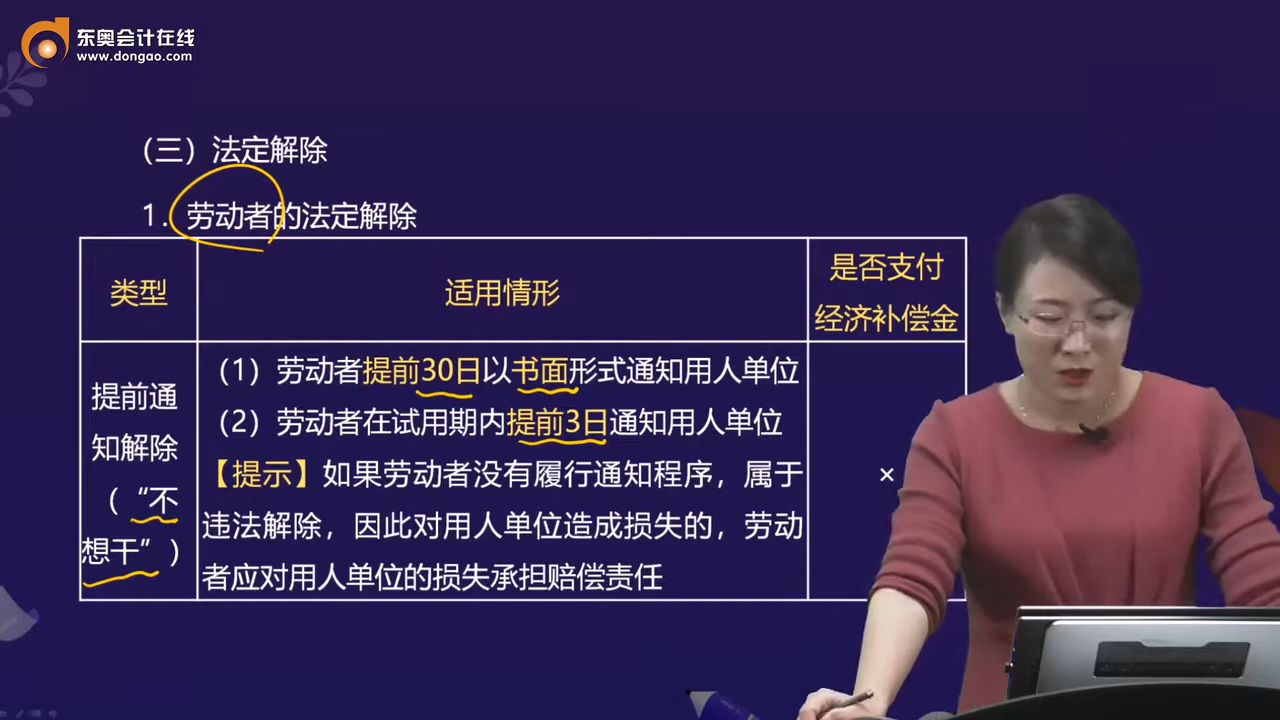 东奥会计在线
www.dongao.com
（三）法定解除
1．劳动者的法定解除
类型
适用情形
是否支付
经济补偿金
提前通
知解除
（“不
想干”）
（1）劳动者提前30日以书面形式通知用人单位
（2）劳动者在试用期内提前3日通知用人单位
【提示】如果劳动者没有履行通知程序，属于
违法解除，因此对用人单位造成损失的，劳动
者应对用人单位的损失承担赔偿责任
×